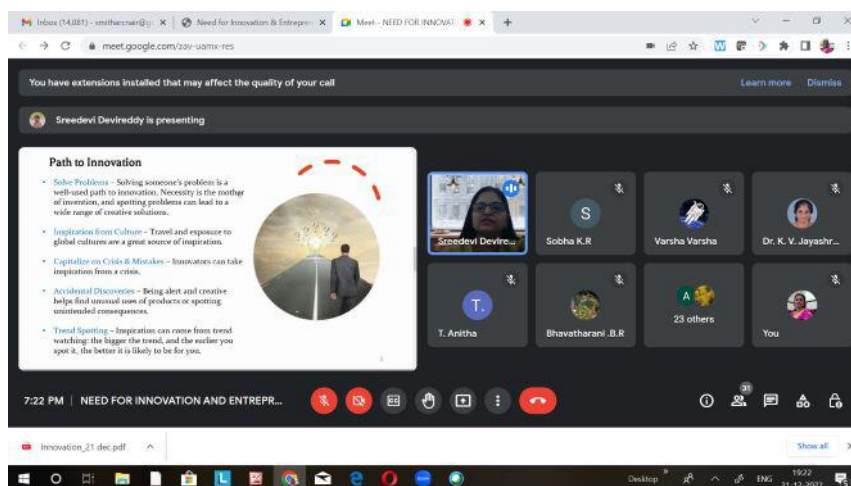 Inbox (14,081) - smitharcnair@g
Need for Innovation & Entrepren
Meet - NEED FOR INNOVAT
meet.google.com/zav-uamx-res
You have extensions installed that may affect the quality of your call
Learn more
Dismiss
Sreedevi Devireddy is presenting
Path to Innovation
• Solve Problems – Solving someone's problem is a
well-used path to innovation. Necessity is the mother
of invention, and spotting problems can lead to a
wide range of creative solutions.
• Inspiration from Culture – Travel and exposure to
global cultures are a great source of inspiration.
• Capitalize on Crisis & Mistakes – Innovators can take
inspiration from a crisis.
• Accidental Discoveries – Being alert and creative
helps find unusual uses of products or spotting
unintended consequences.
• Trend Spotting – Inspiration can come from trend
watching: the bigger the trend, and the earlier you
spot it, the better it is likely to be for you.
Sreedevi Devire...
S
Sobha K.R
Varsha Varsha
Dr. K. V. Jayashr...
T.
T. Anitha
Bhavatharani .B.R
A
23 others
You
7:22 PM | NEED FOR INNOVATION AND ENTREPR...
31
Innovation_21 dec.pdf
Show all
Desktop
ENG
19:22
21-12-2022